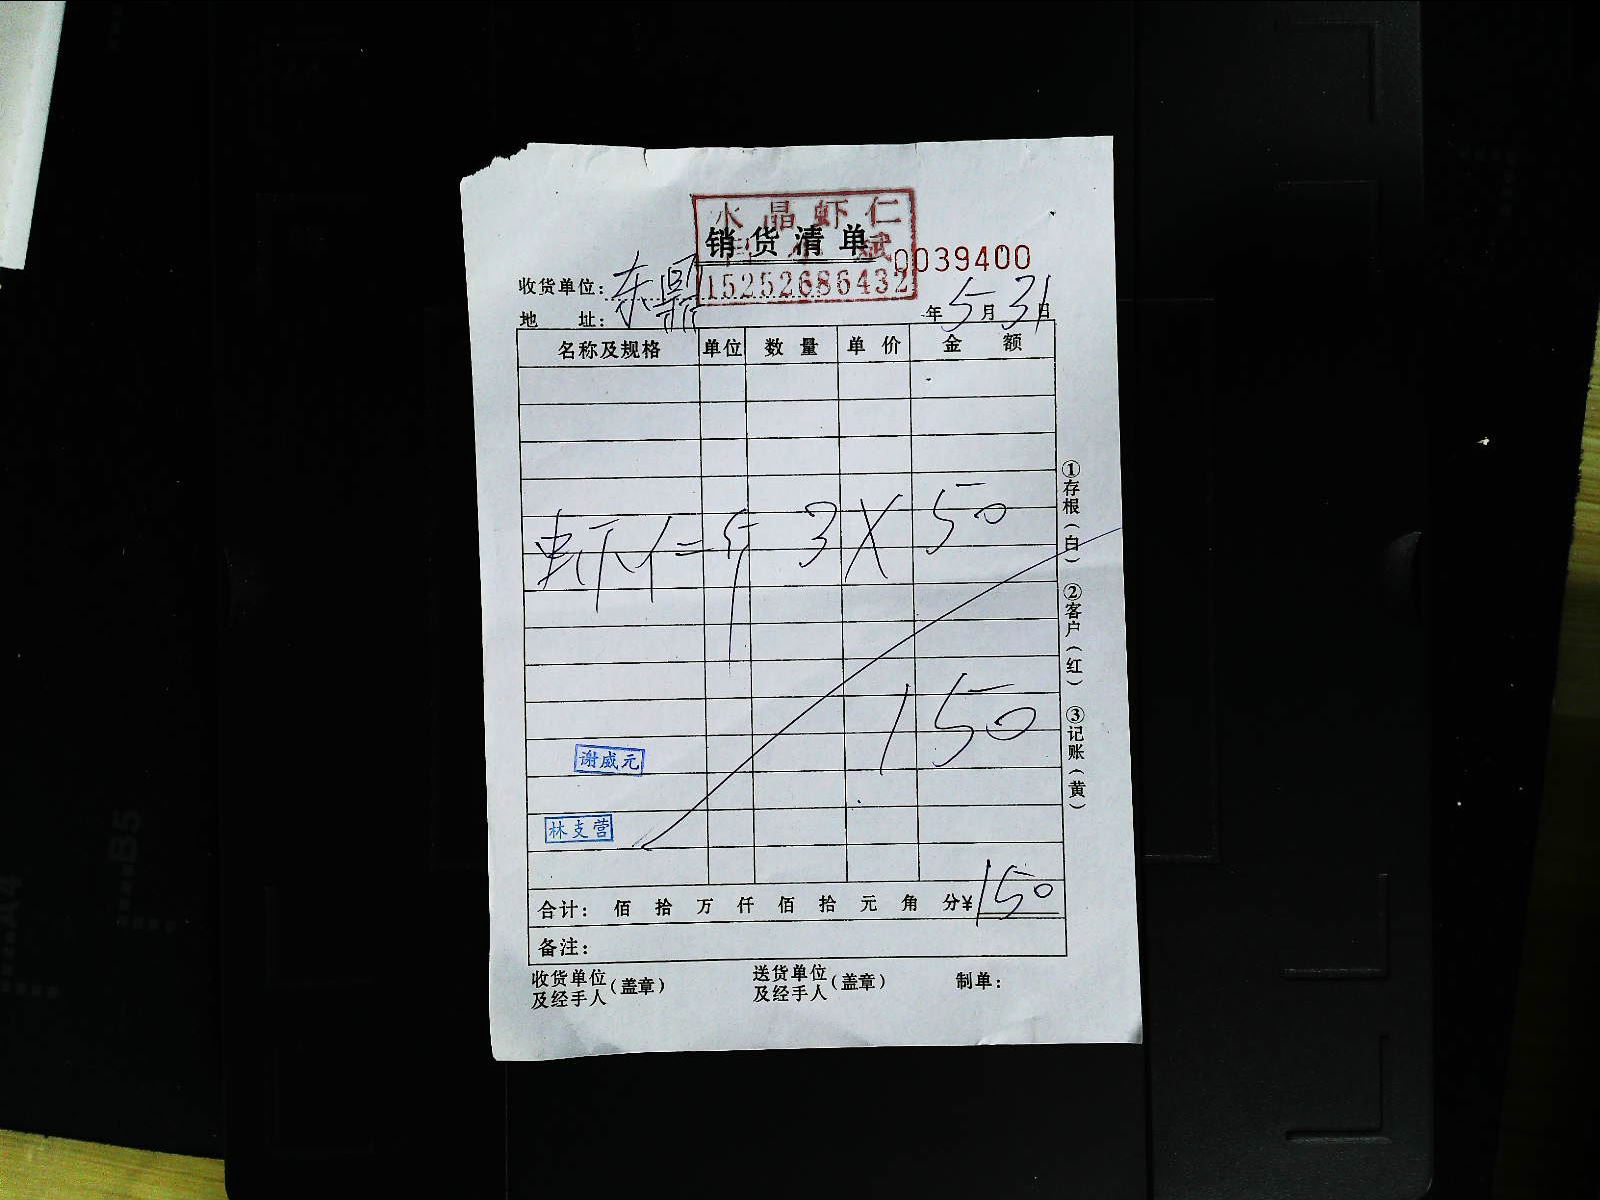 水晶虾仁
销货清单
斌
0039400
15252686432
收货单位：东鼎
地 址：
年5月31日
名称及规格 单位 数量 单价 金额
虾仁= 3 X 50
150
谢威元
林支营
合计： 佰 拾 万 仟 佰 拾 元 角 分¥150
备注：
收货单位及经手人（盖章） 送货单位及经手人（盖章） 制单：
①存根（白） ②客户（红） ③记账（黄）
B5
A4